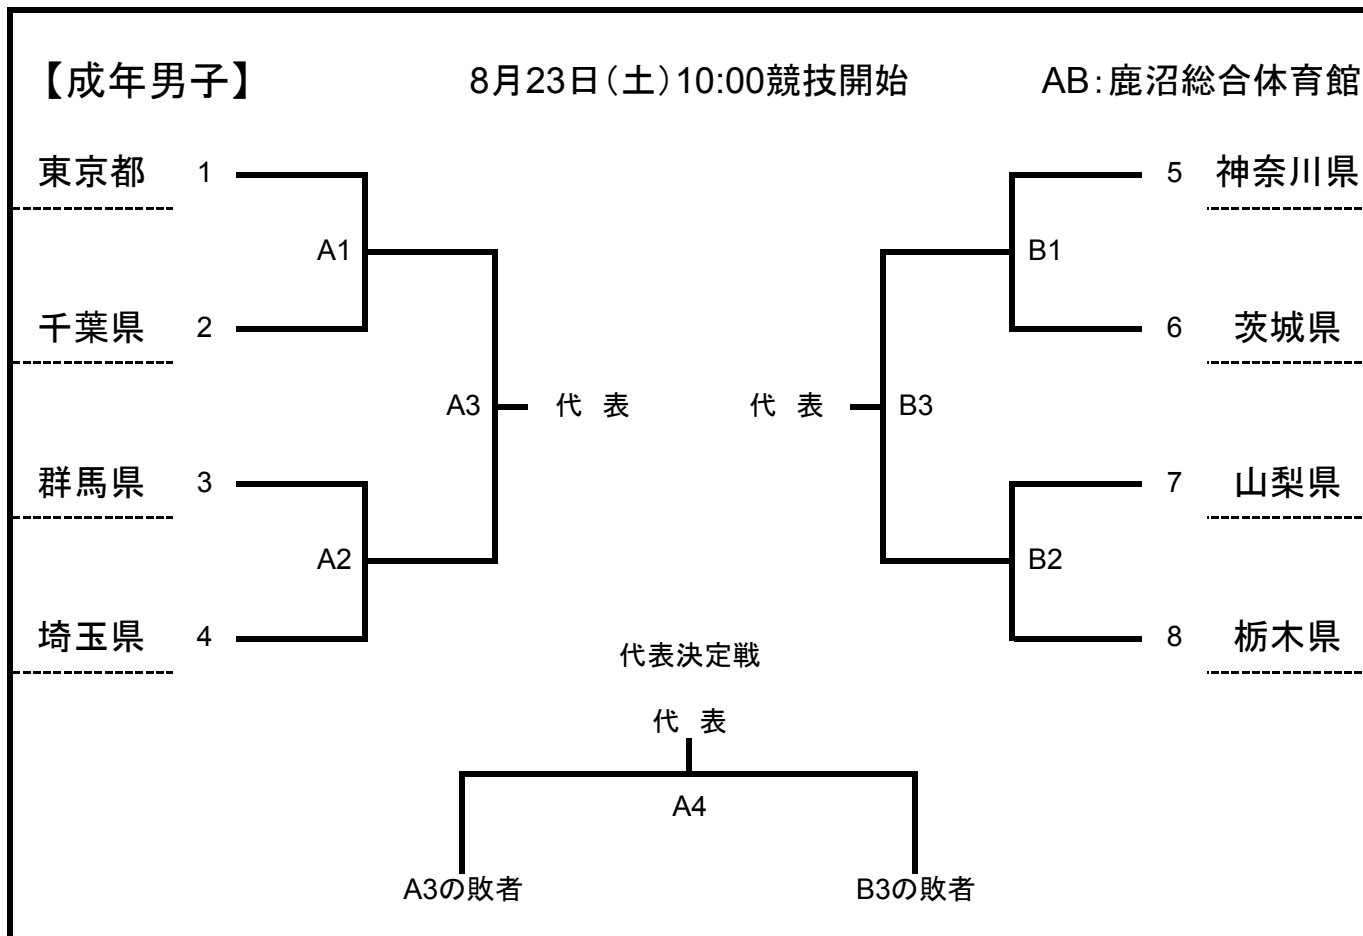 【成年男子】 8月23日(土)10:00競技開始 AB:鹿沼総合体育館
東京都 1 5 神奈川県
A1 B1
千葉県 2 6 茨城県
A3 代 表 代 表 B3
群馬県 3 7 山梨県
A2 B2
埼玉県 4 8 栃木県
代表決定戦
代 表
A4
A3の敗者 B3の敗者